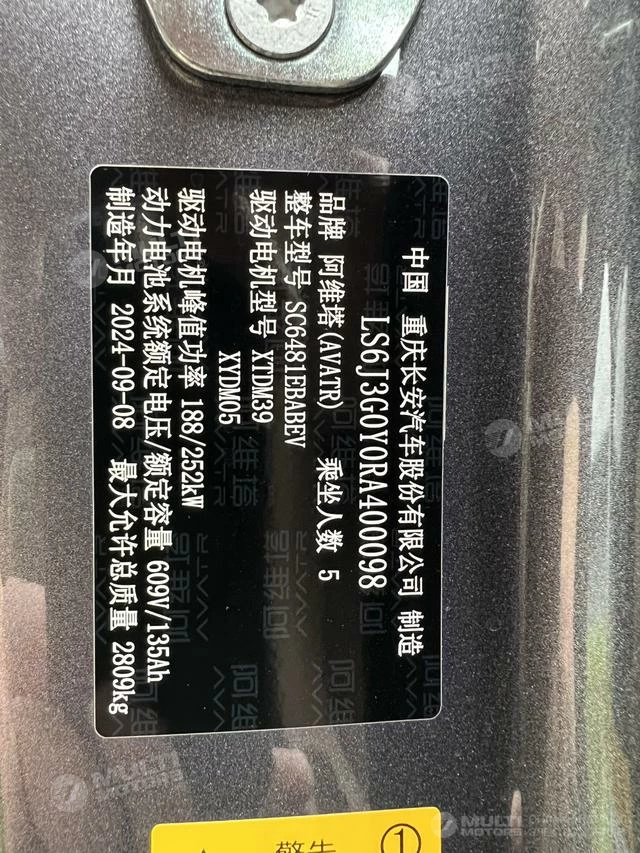 中国 重庆长安汽车股份有限公司 制造
LS6J3G0Y0RA400098
品牌 阿维塔(AVATR) 乘坐人数 5
整车型号 SC6481EBABEV
驱动电机型号 XTDM39
XYDM05
驱动电机峰值功率 188/252kW
动力电池系统额定电压/额定容量 609V/135Ah
制造年月 2024-09-08 最大允许总质量 2809kg
警告 ①
MULTI MOTORS